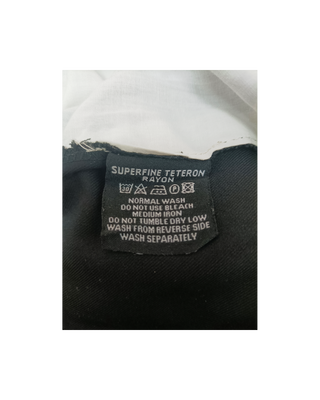 SUPERFINE TETERON
RAYON
NORMAL WASH
DO NOT USE BLEACH
MEDIUM IRON
DO NOT TUMBLE DRY LOW
WASH FROM REVERSE SIDE
WASH SEPARATELY